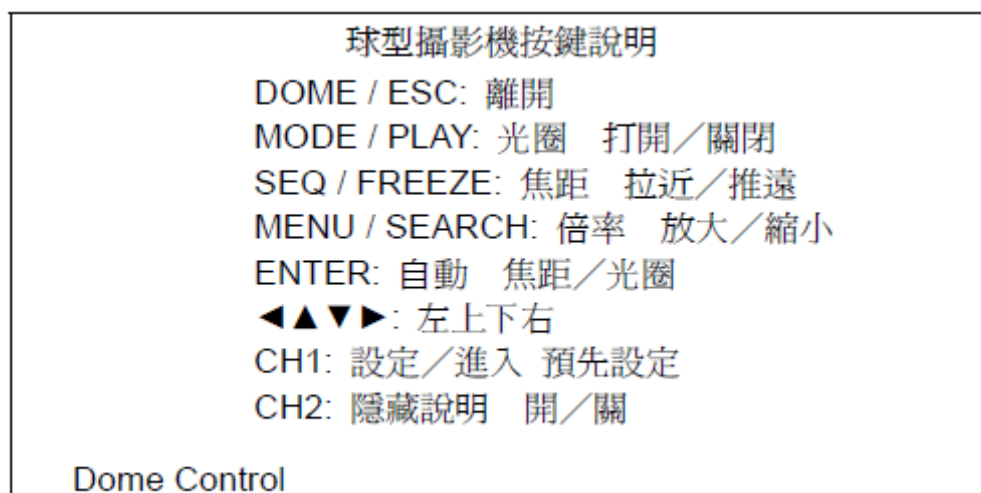 球型攝影機按鍵說明
DOME / ESC: 離開
MODE / PLAY: 光圈 打開／關閉
SEQ / FREEZE: 焦距 拉近／推遠
MENU / SEARCH: 倍率 放大／縮小
ENTER: 自動 焦距／光圈
◄▲▼►: 左上下右
CH1: 設定／進入 預先設定
CH2: 隱藏說明 開／關
Dome Control